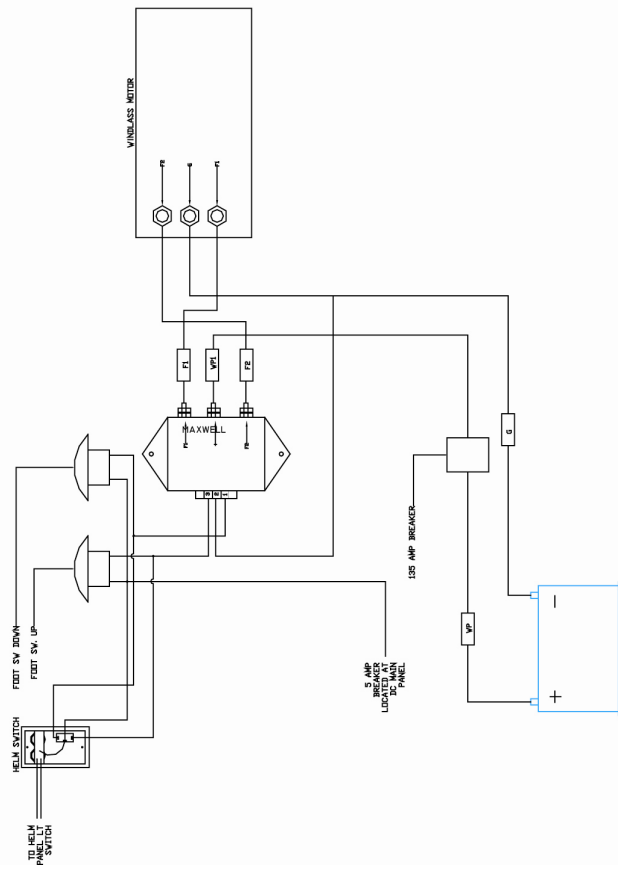 WINDLASS MOTOR
F2
G
F1
F1
WP1
F2
MAXWELL
F1
+
F2
3
2
1
G
135 AMP BREAKER
WP
−
+
FOOT SW DOWN
FOOT SW. UP
5 AMP
BREAKER
LOCATED AT
DC MAIN
PANEL
HELM SWITCH
TO HELM
PANEL LT
SWITCH